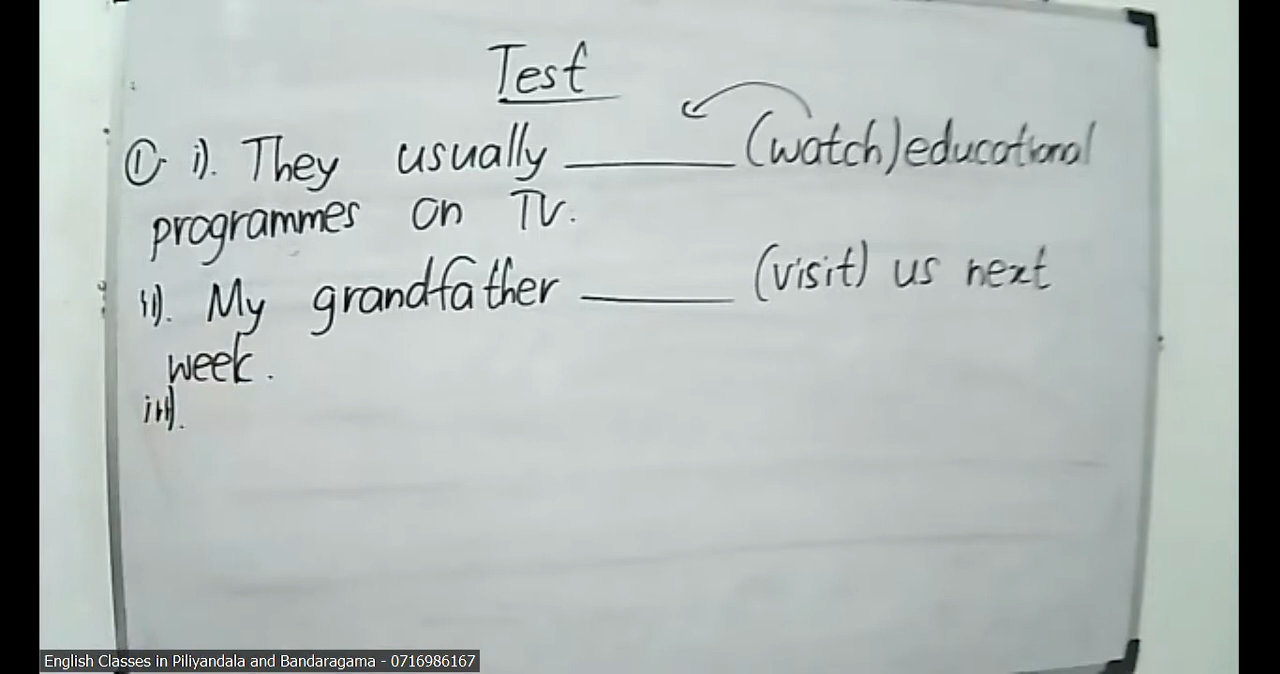 Test
① i). They usually ________ (watch) educational
programmes on TV.
ii). My grandfather ________ (visit) us next
week.
iii).
English Classes in Piliyandala and Bandaragama - 0716986167